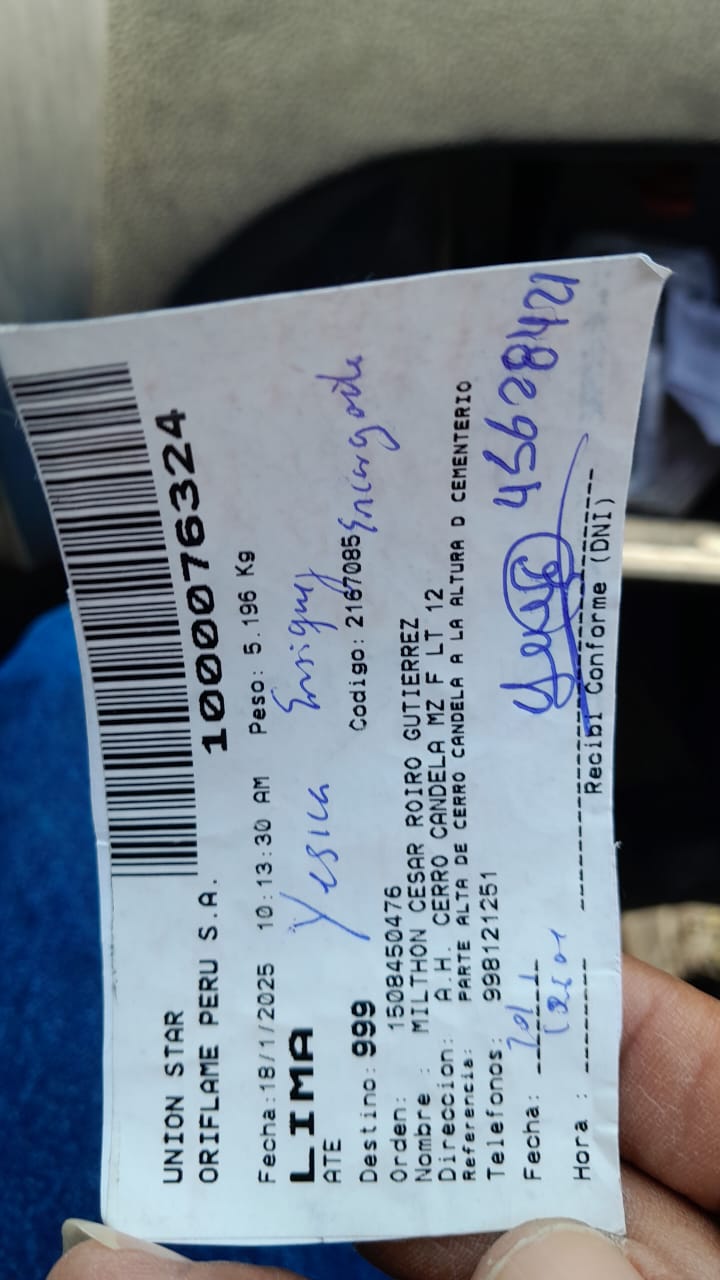 1000076324
UNION STAR
ORIFLAME PERU S.A.
Fecha:18/1/2025 10:13:30 AM Peso: 5.196 Kg
LIMA
Yesica Enriquez
ATE
Destino: 999 Codigo: 2167085 Encargada
Orden: 1508450476
Nombre : MILTHON CESAR ROIRO GUTIERREZ
Direccion: A.H. CERRO CANDELA MZ F LT 12
Referencia: PARTE ALTA DE CERRO CANDELA A LA ALTURA D CEMENTERIO
Telefonos: 998121251
Fecha:
45628421
Hora :
Recibi Conforme (DNI)